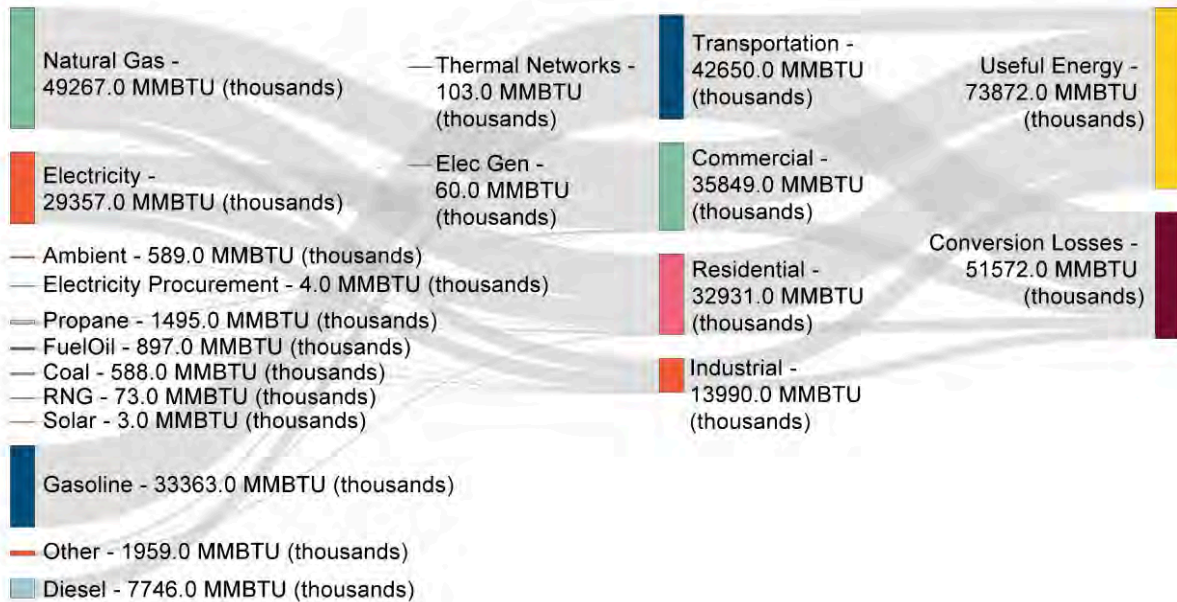 Natural Gas -
49267.0 MMBTU (thousands)
Electricity -
29357.0 MMBTU (thousands)
Ambient - 589.0 MMBTU (thousands)
Electricity Procurement - 4.0 MMBTU (thousands)
Propane - 1495.0 MMBTU (thousands)
FuelOil - 897.0 MMBTU (thousands)
Coal - 588.0 MMBTU (thousands)
RNG - 73.0 MMBTU (thousands)
Solar - 3.0 MMBTU (thousands)
Gasoline - 33363.0 MMBTU (thousands)
Other - 1959.0 MMBTU (thousands)
Diesel - 7746.0 MMBTU (thousands)
Thermal Networks -
103.0 MMBTU
(thousands)
Elec Gen -
60.0 MMBTU
(thousands)
Transportation -
42650.0 MMBTU
(thousands)
Commercial -
35849.0 MMBTU
(thousands)
Residential -
32931.0 MMBTU
(thousands)
Industrial -
13990.0 MMBTU
(thousands)
Useful Energy -
73872.0 MMBTU
(thousands)
Conversion Losses -
51572.0 MMBTU
(thousands)